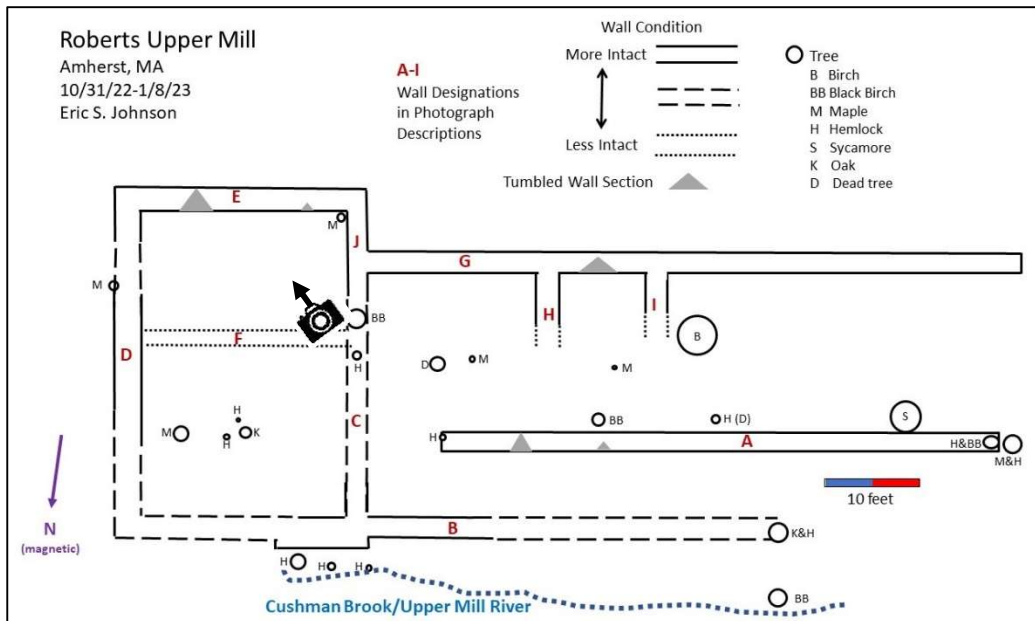 Roberts Upper Mill
Amherst, MA
10/31/22-1/8/23
Eric S. Johnson
A-I
Wall Designations
in Photograph
Descriptions
Wall Condition
More Intact
Less Intact
Tumbled Wall Section
Tree
B Birch
BB Black Birch
M Maple
H Hemlock
S Sycamore
K Oak
D Dead tree
E
M
J
G
M
H
I
BB
B
F
D
H
D
M
M
C
H
M
H
K
BB
H (D)
S
H
A
H&BB
M&H
10 feet
N
(magnetic)
B
K&H
H
H
H
BB
Cushman Brook/Upper Mill River